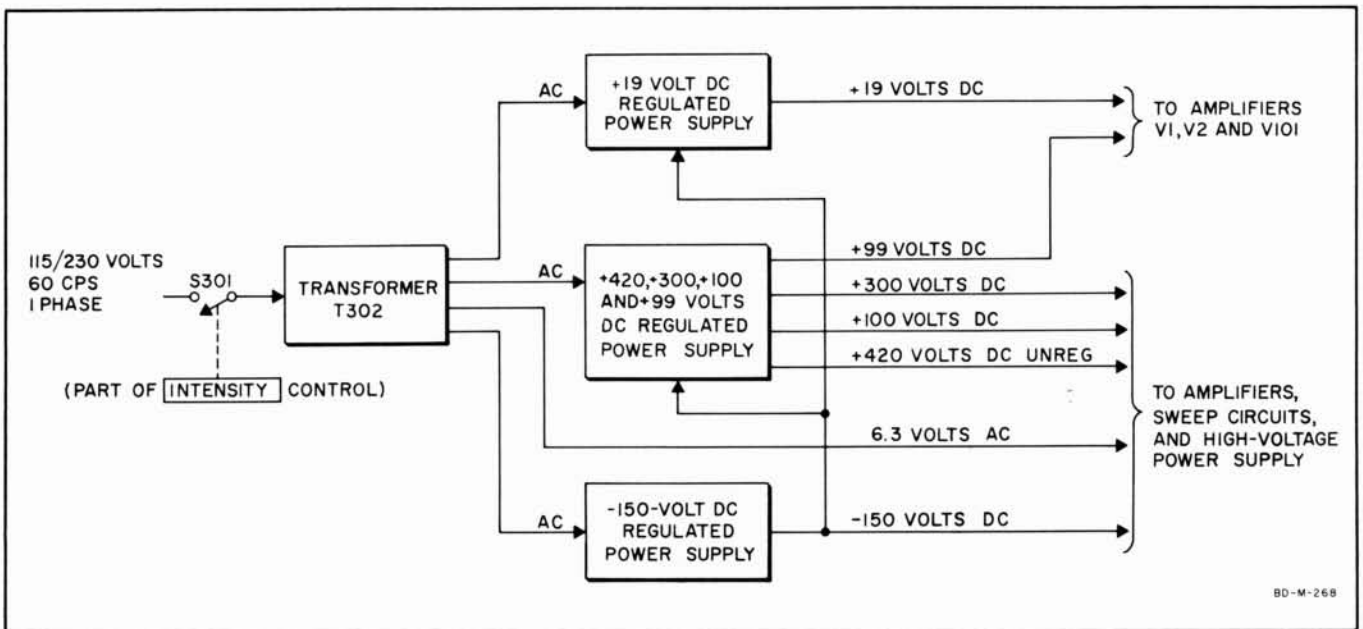 115/230 VOLTS
60 CPS
1 PHASE
S301
(PART OF INTENSITY CONTROL)
TRANSFORMER
T302
AC
+19 VOLT DC
REGULATED
POWER SUPPLY
+19 VOLTS DC
TO AMPLIFIERS
V1,V2 AND V101
AC
+420,+300,+100
AND+99 VOLTS
DC REGULATED
POWER SUPPLY
+99 VOLTS DC
+300 VOLTS DC
+100 VOLTS DC
+420 VOLTS DC UNREG
6.3 VOLTS AC
AC
-150-VOLT DC
REGULATED
POWER SUPPLY
-150 VOLTS DC
TO AMPLIFIERS,
SWEEP CIRCUITS,
AND HIGH-VOLTAGE
POWER SUPPLY
BD-M-268